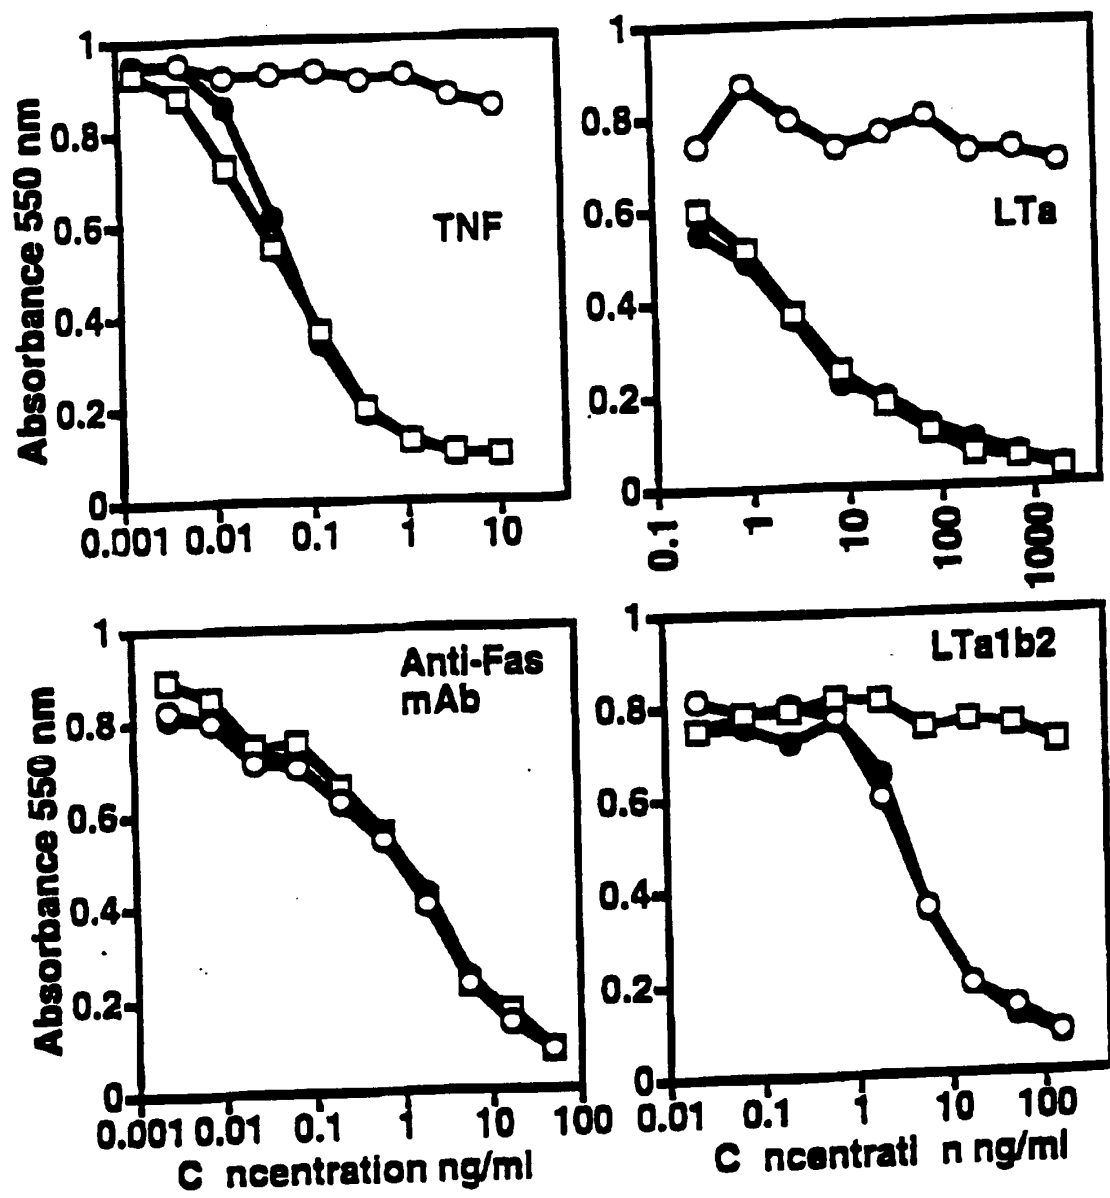 1
0.8
0.6
0.4
0.2
0
Absorbance 550 nm
TNF
0.001 0.01 0.1 1 10
1
0.8
0.6
0.4
0.2
0
LTa
0.1 1 10 100 1000
1
0.8
0.6
0.4
0.2
0
Absorbance 550 nm
Anti-Fas
mAb
0.001 0.01 0.1 1 10 100
C ncentration ng/ml
1
0.8
0.6
0.4
0.2
0
LTa1b2
0.01 0.1 1 10 100
C ncentrati n ng/ml